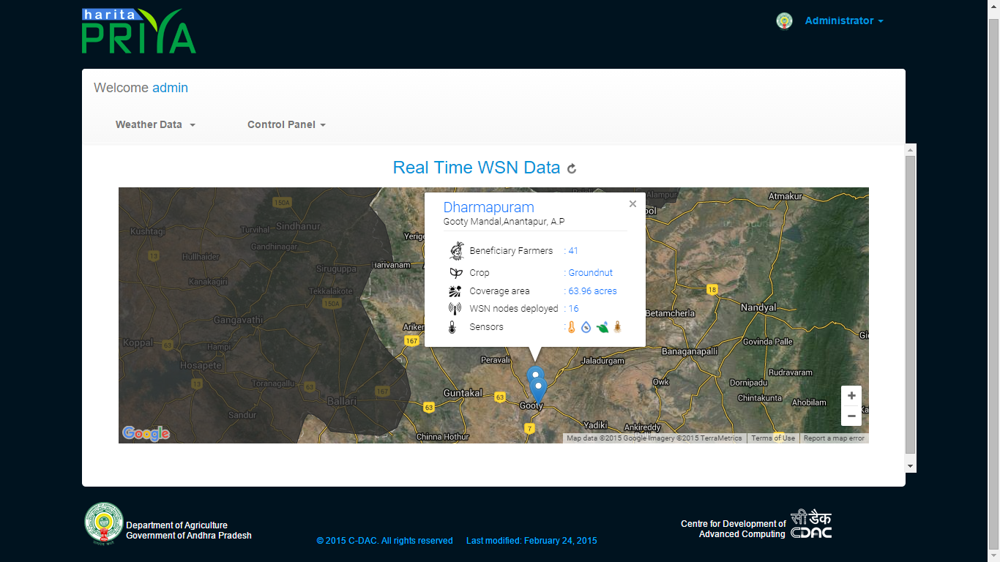 harita
PRIYA
Administrator
Welcome admin
Weather Data
Control Panel
Real Time WSN Data
Dharmapuram
Gooty Mandal,Anantapur, A.P
Beneficiary Farmers : 41
Crop : Groundnut
Coverage area : 63.96 acres
WSN nodes deployed : 16
Sensors :
150A
Sindhanur
Kushtagi
Turvihal
Gandhinagar
13
Hullhaider
Siruguppa
Kanakagiri
Tekkalakote
150A
Gangavathi
Koppal
63
Hampi
Hosapete
13
Toranagallu
63
167
Ballari
Sandur
Harivanam
167
Peravali
Guntakal
63
63
Gooty
7
Chinna Hothur
Alampur
Atmakur
18
Nandyal
Betamcherla
Govinda Palle
Banaganapalli
Jaladurgam
Rudravaram
Owk
Dornipadu
Chintakunta
Ahobilam
Yadiki
Ankireddy
+
−
Google
Map data ©2015 Google Imagery ©2015 TerraMetrics
Terms of Use
Report a map error
Department of Agriculture
Government of Andhra Pradesh
© 2015 C-DAC. All rights reserved
Last modified: February 24, 2015
Centre for Development of
Advanced Computing
सी डैक
CDAC